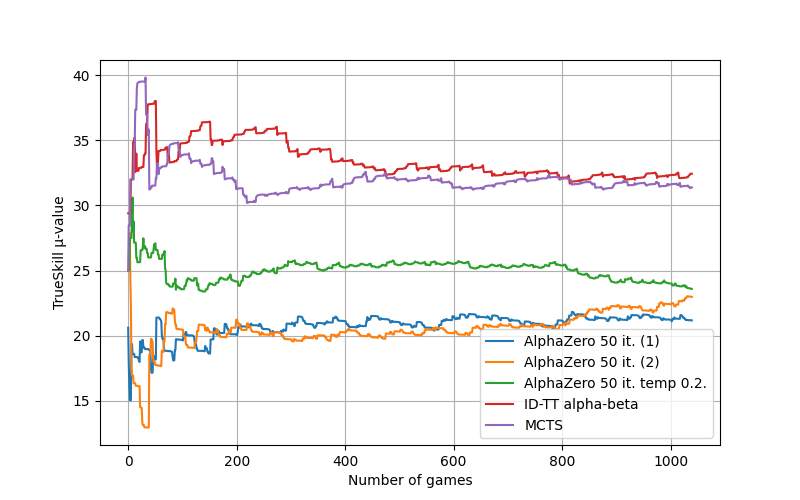 40
35
30
25
20
15
TrueSkill µ-value
0
200
400
600
800
1000
Number of games
AlphaZero 50 it. (1)
AlphaZero 50 it. (2)
AlphaZero 50 it. temp 0.2.
ID-TT alpha-beta
MCTS